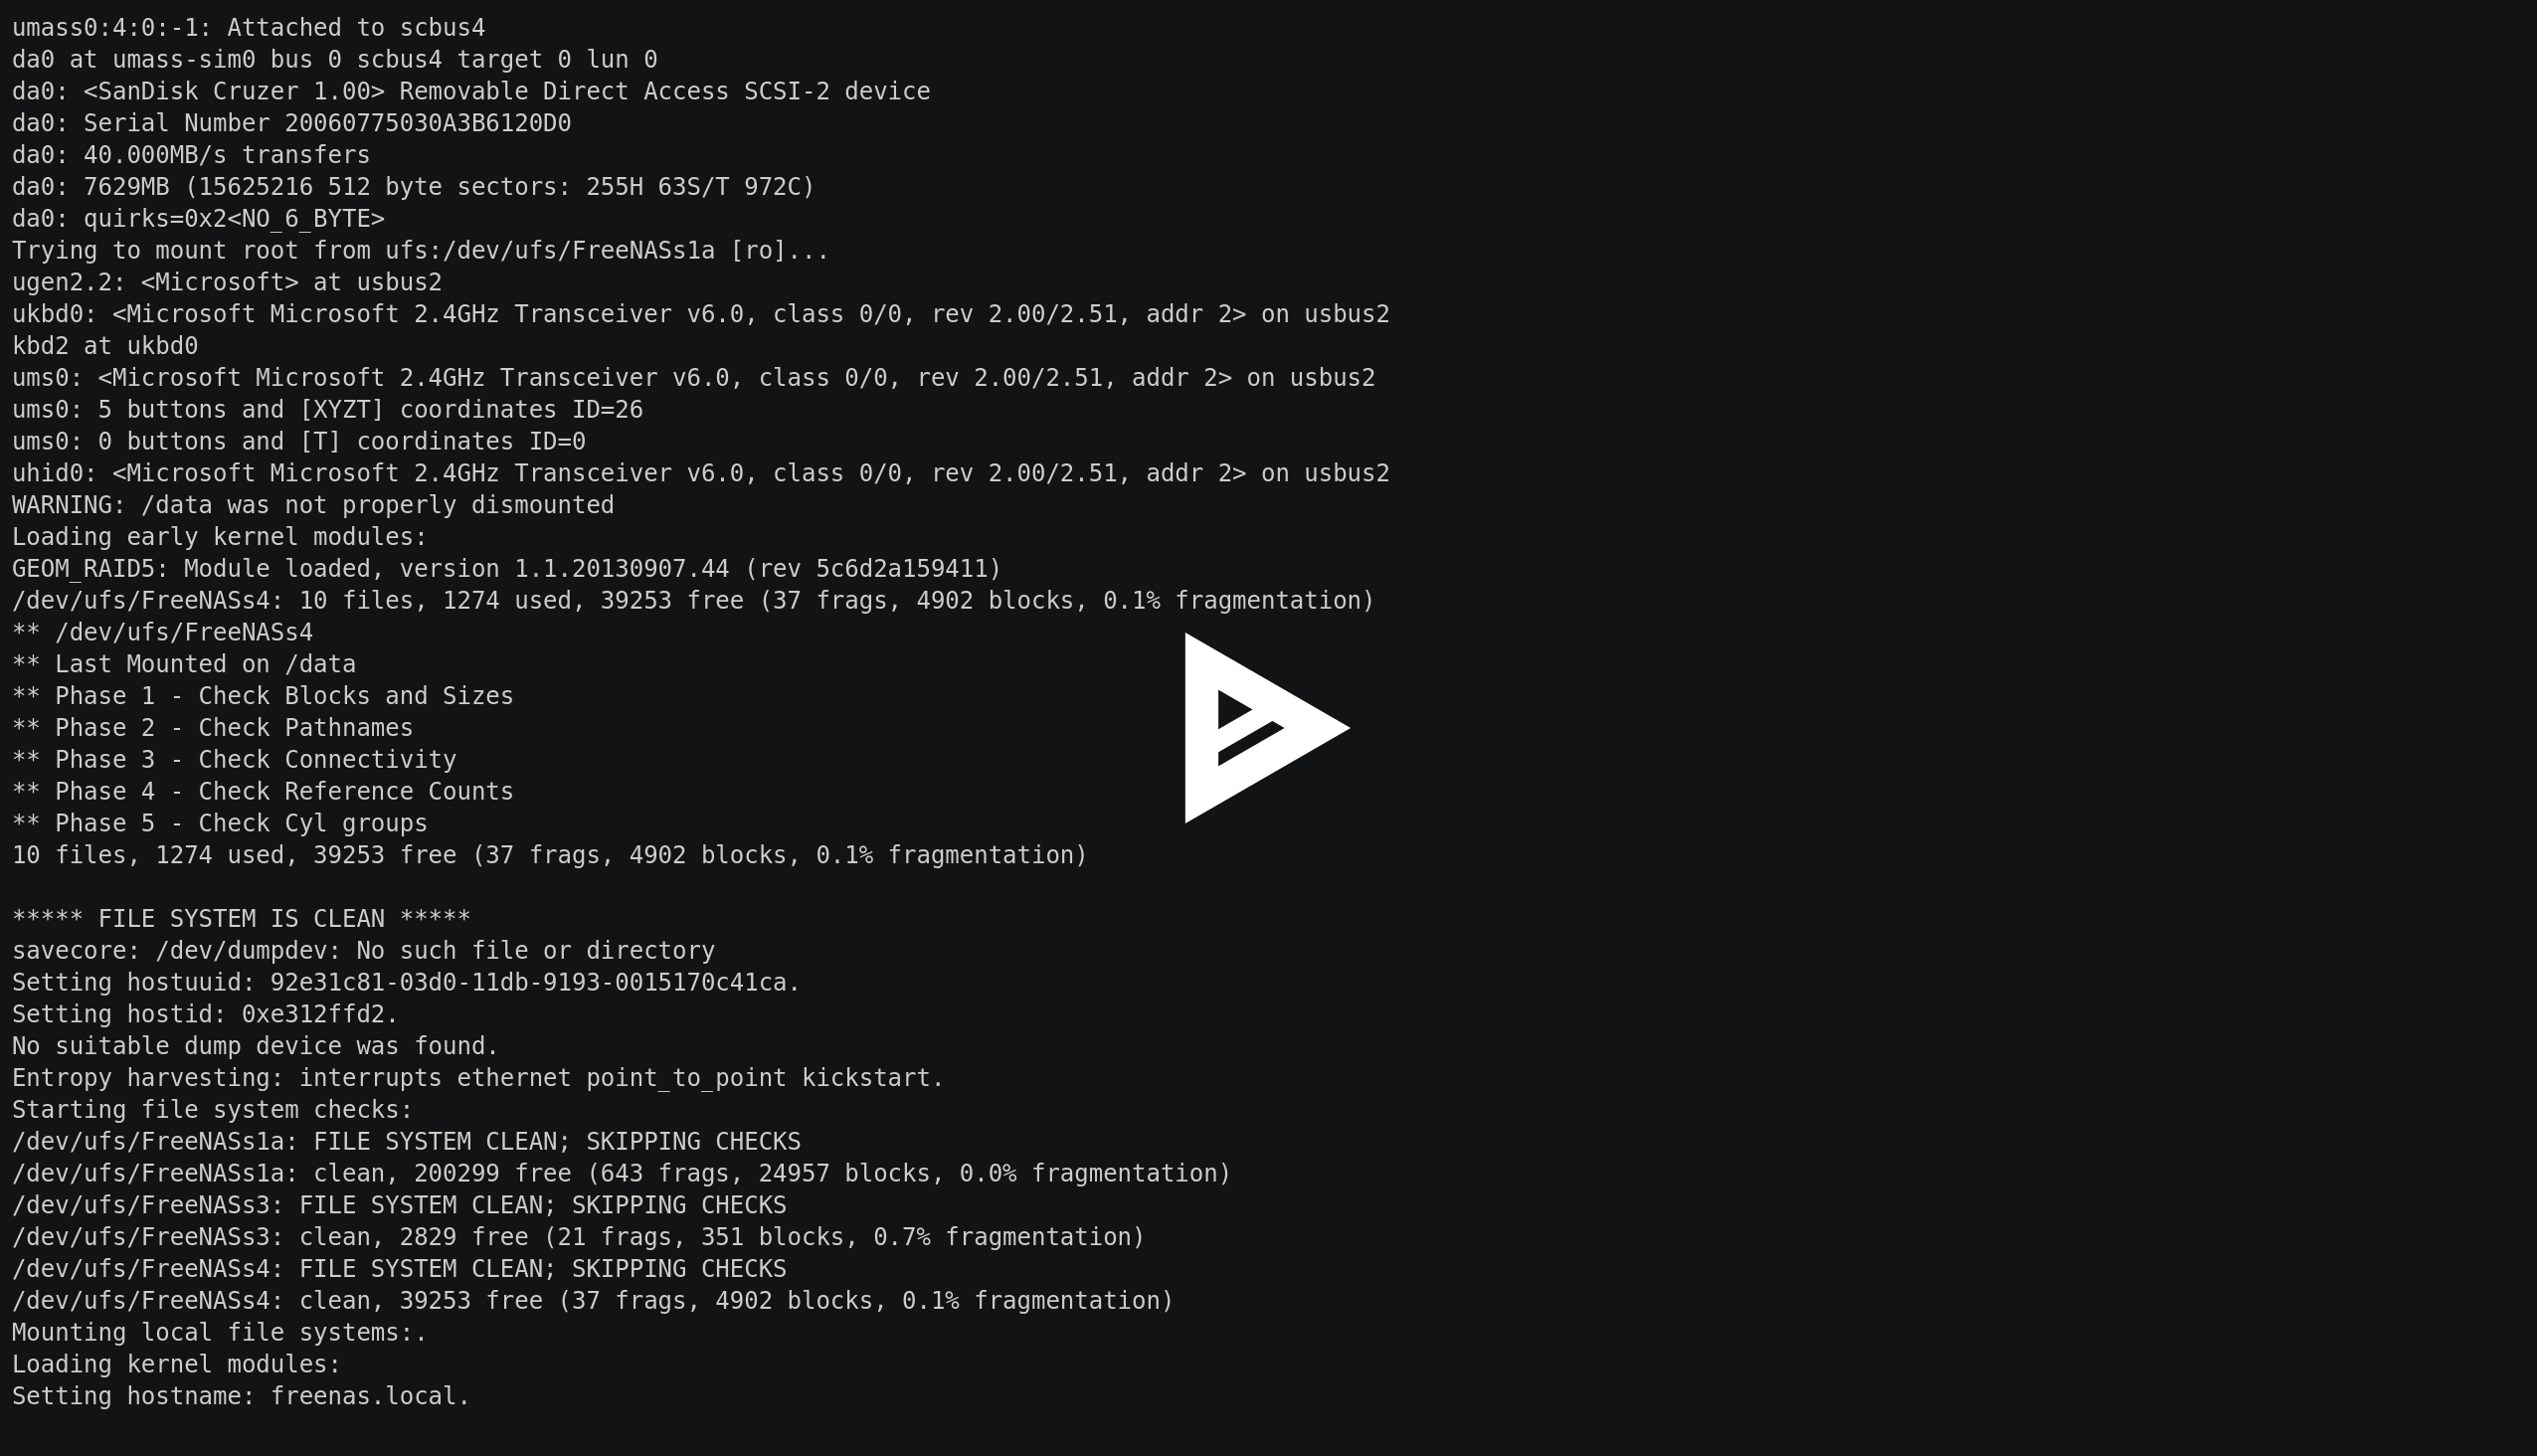 umass0:4:0:-1: Attached to scbus4
da0 at umass-sim0 bus 0 scbus4 target 0 lun 0
da0: <SanDisk Cruzer 1.00> Removable Direct Access SCSI-2 device
da0: Serial Number 20060775030A3B6120D0
da0: 40.000MB/s transfers
da0: 7629MB (15625216 512 byte sectors: 255H 63S/T 972C)
da0: quirks=0x2<NO_6_BYTE>
Trying to mount root from ufs:/dev/ufs/FreeNASs1a [ro]...
ugen2.2: <Microsoft> at usbus2
ukbd0: <Microsoft Microsoft 2.4GHz Transceiver v6.0, class 0/0, rev 2.00/2.51, addr 2> on usbus2
kbd2 at ukbd0
ums0: <Microsoft Microsoft 2.4GHz Transceiver v6.0, class 0/0, rev 2.00/2.51, addr 2> on usbus2
ums0: 5 buttons and [XYZT] coordinates ID=26
ums0: 0 buttons and [T] coordinates ID=0
uhid0: <Microsoft Microsoft 2.4GHz Transceiver v6.0, class 0/0, rev 2.00/2.51, addr 2> on usbus2
WARNING: /data was not properly dismounted
Loading early kernel modules:
GEOM_RAID5: Module loaded, version 1.1.20130907.44 (rev 5c6d2a159411)
/dev/ufs/FreeNASs4: 10 files, 1274 used, 39253 free (37 frags, 4902 blocks, 0.1% fragmentation)
** /dev/ufs/FreeNASs4
** Last Mounted on /data
** Phase 1 - Check Blocks and Sizes
** Phase 2 - Check Pathnames
** Phase 3 - Check Connectivity
** Phase 4 - Check Reference Counts
** Phase 5 - Check Cyl groups
10 files, 1274 used, 39253 free (37 frags, 4902 blocks, 0.1% fragmentation)

***** FILE SYSTEM IS CLEAN *****
savecore: /dev/dumpdev: No such file or directory
Setting hostuuid: 92e31c81-03d0-11db-9193-0015170c41ca.
Setting hostid: 0xe312ffd2.
No suitable dump device was found.
Entropy harvesting: interrupts ethernet point_to_point kickstart.
Starting file system checks:
/dev/ufs/FreeNASs1a: FILE SYSTEM CLEAN; SKIPPING CHECKS
/dev/ufs/FreeNASs1a: clean, 200299 free (643 frags, 24957 blocks, 0.0% fragmentation)
/dev/ufs/FreeNASs3: FILE SYSTEM CLEAN; SKIPPING CHECKS
/dev/ufs/FreeNASs3: clean, 2829 free (21 frags, 351 blocks, 0.7% fragmentation)
/dev/ufs/FreeNASs4: FILE SYSTEM CLEAN; SKIPPING CHECKS
/dev/ufs/FreeNASs4: clean, 39253 free (37 frags, 4902 blocks, 0.1% fragmentation)
Mounting local file systems:.
Loading kernel modules:
Setting hostname: freenas.local.